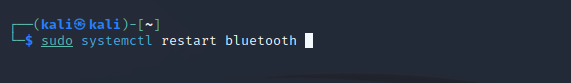 ┌──(kali㉿kali)-[~]
└─$ sudo systemctl restart bluetooth